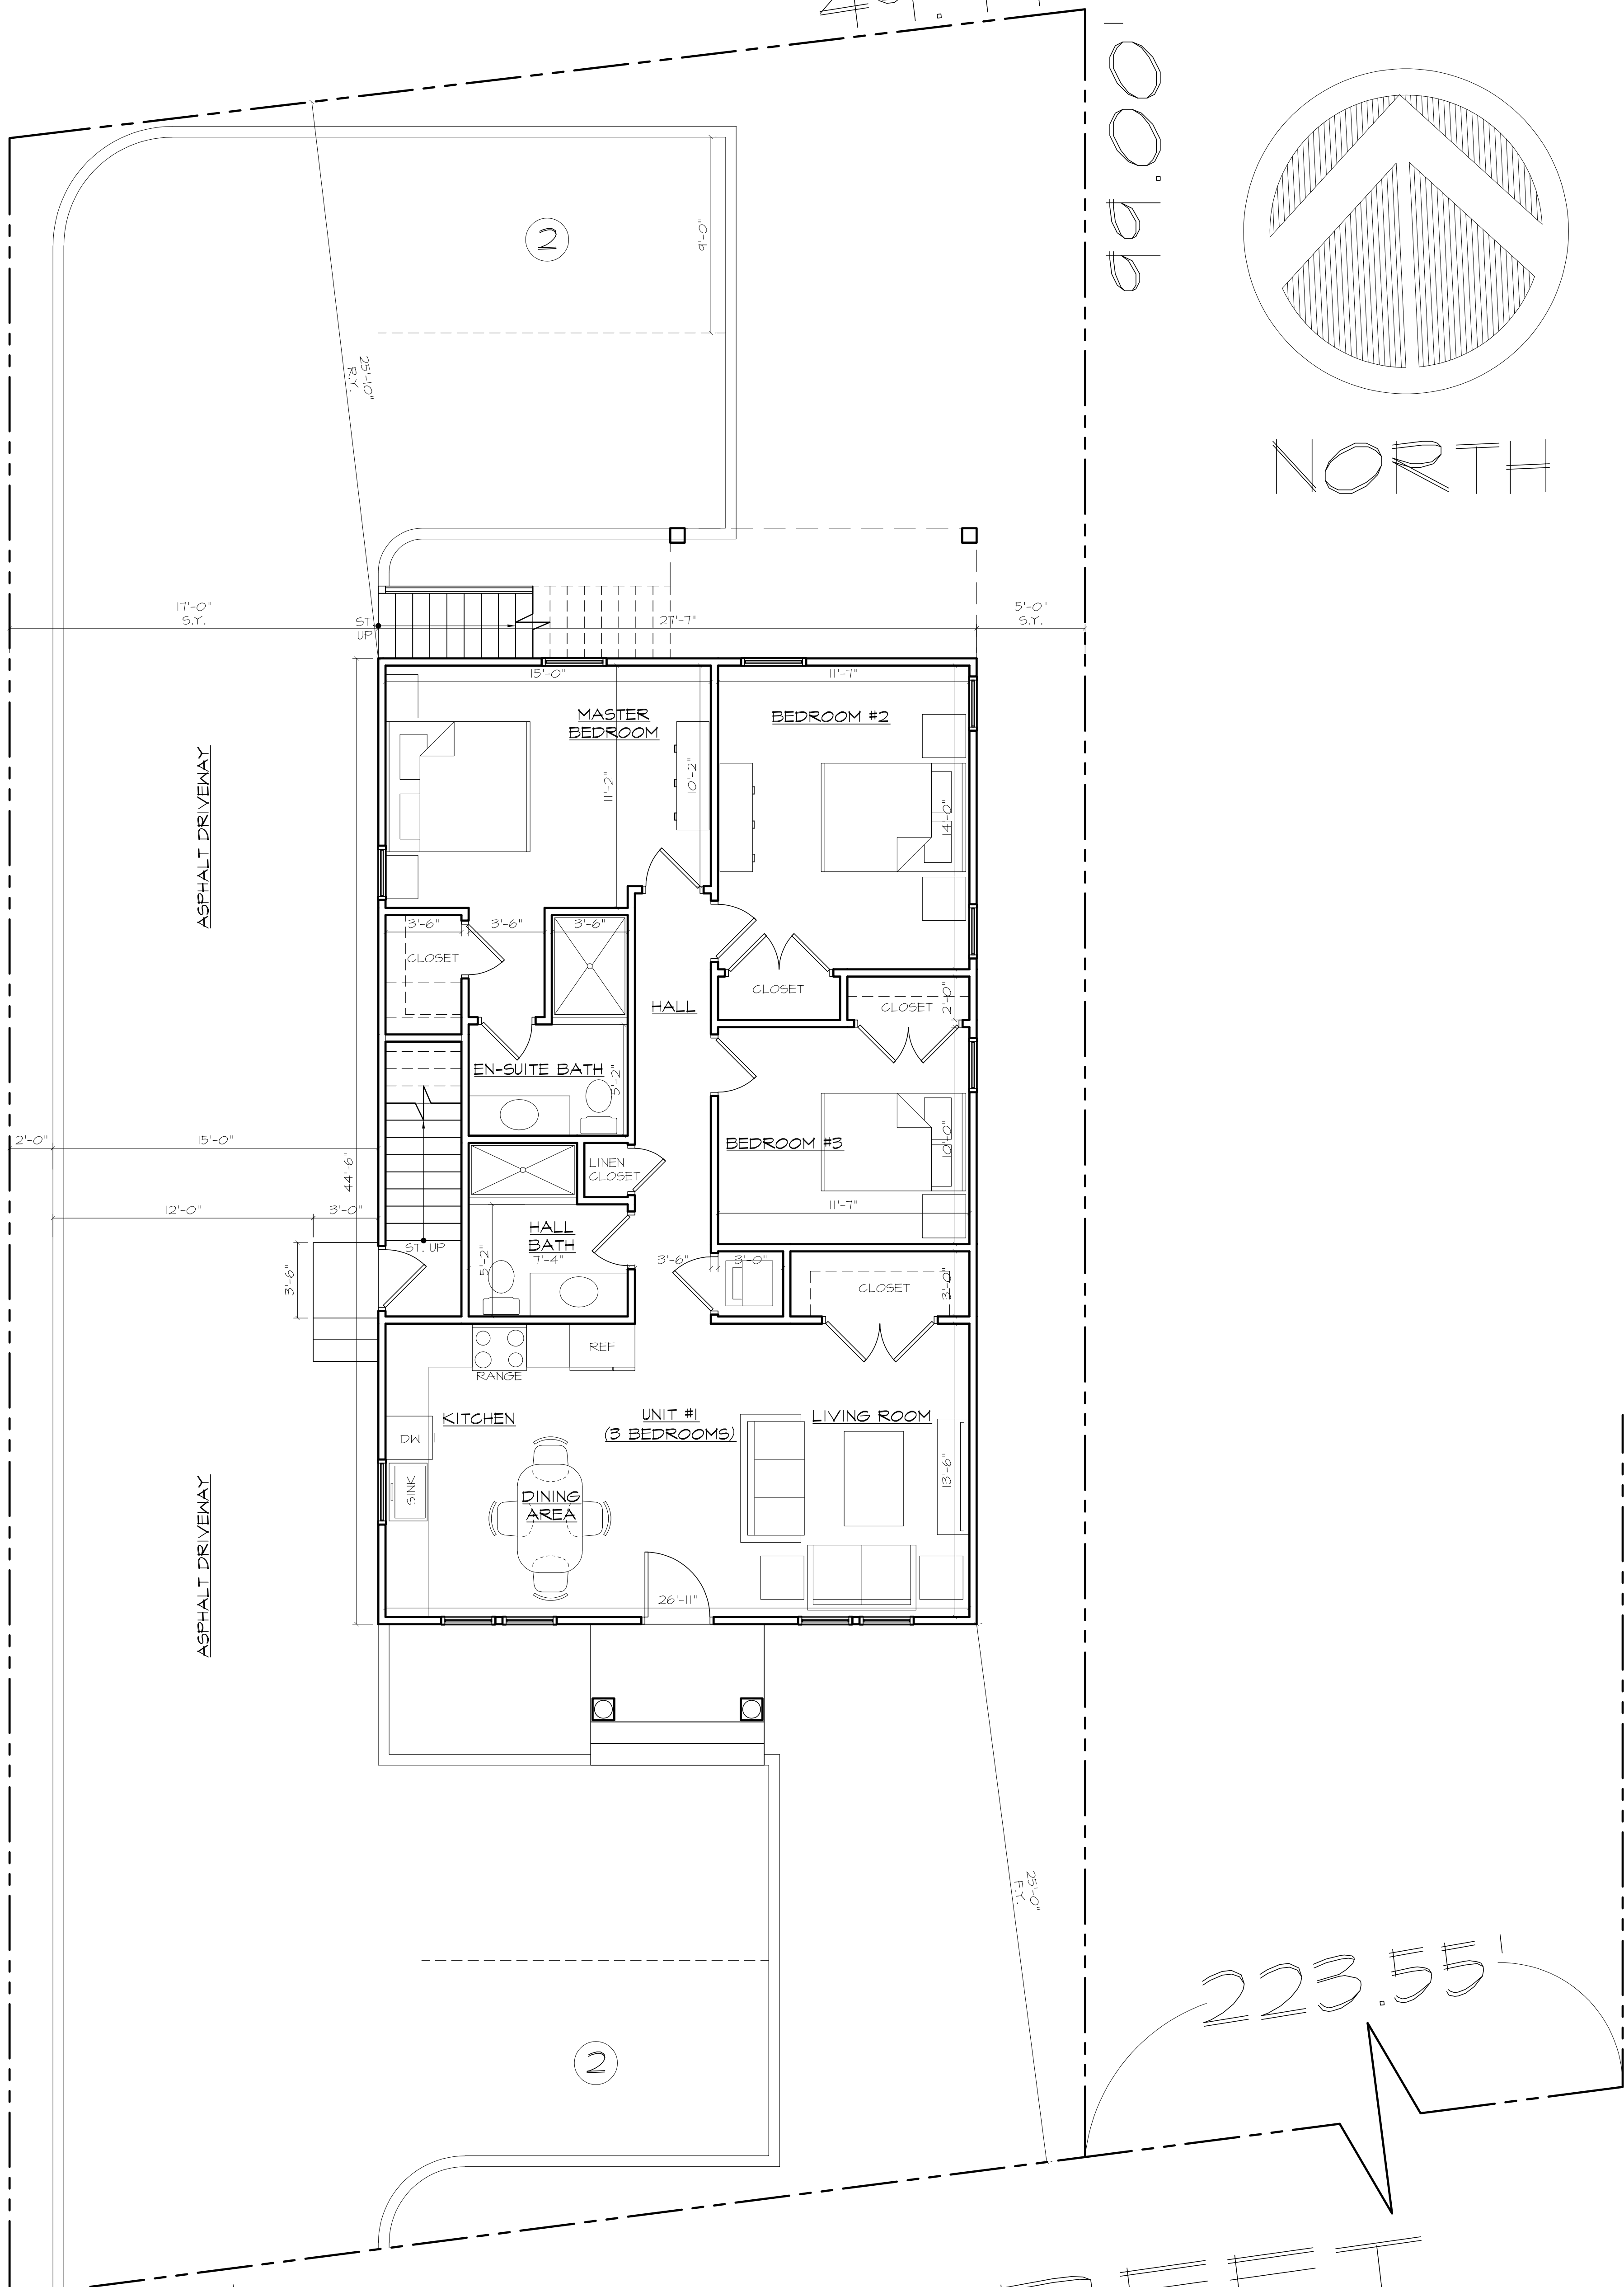 99.00'
NORTH
2
9'-0"
25'-10"
R.Y.
17'-0"
S.Y.
ST.
UP
27'-7"
5'-0"
S.Y.
15'-0"
11'-7"
MASTER
BEDROOM
BEDROOM #2
11'-2"
10'-2"
14'-0"
ASPHALT DRIVEWAY
3'-6"
3'-6"
3'-6"
CLOSET
HALL
CLOSET
CLOSET
2'-0"
EN-SUITE BATH
5'-2"
2'-0"
15'-0"
44'-6"
LINEN
CLOSET
BEDROOM #3
10'-0"
12'-0"
3'-0"
11'-7"
HALL
BATH
7'-4"
5'-2"
ST. UP
3'-6"
3'-0"
3'-6"
CLOSET
3'-0"
REF
RANGE
KITCHEN
UNIT #1
(3 BEDROOMS)
LIVING ROOM
DW
SINK
DINING
AREA
13'-6"
26'-11"
ASPHALT DRIVEWAY
25'-0"
F.Y.
223.55'
2